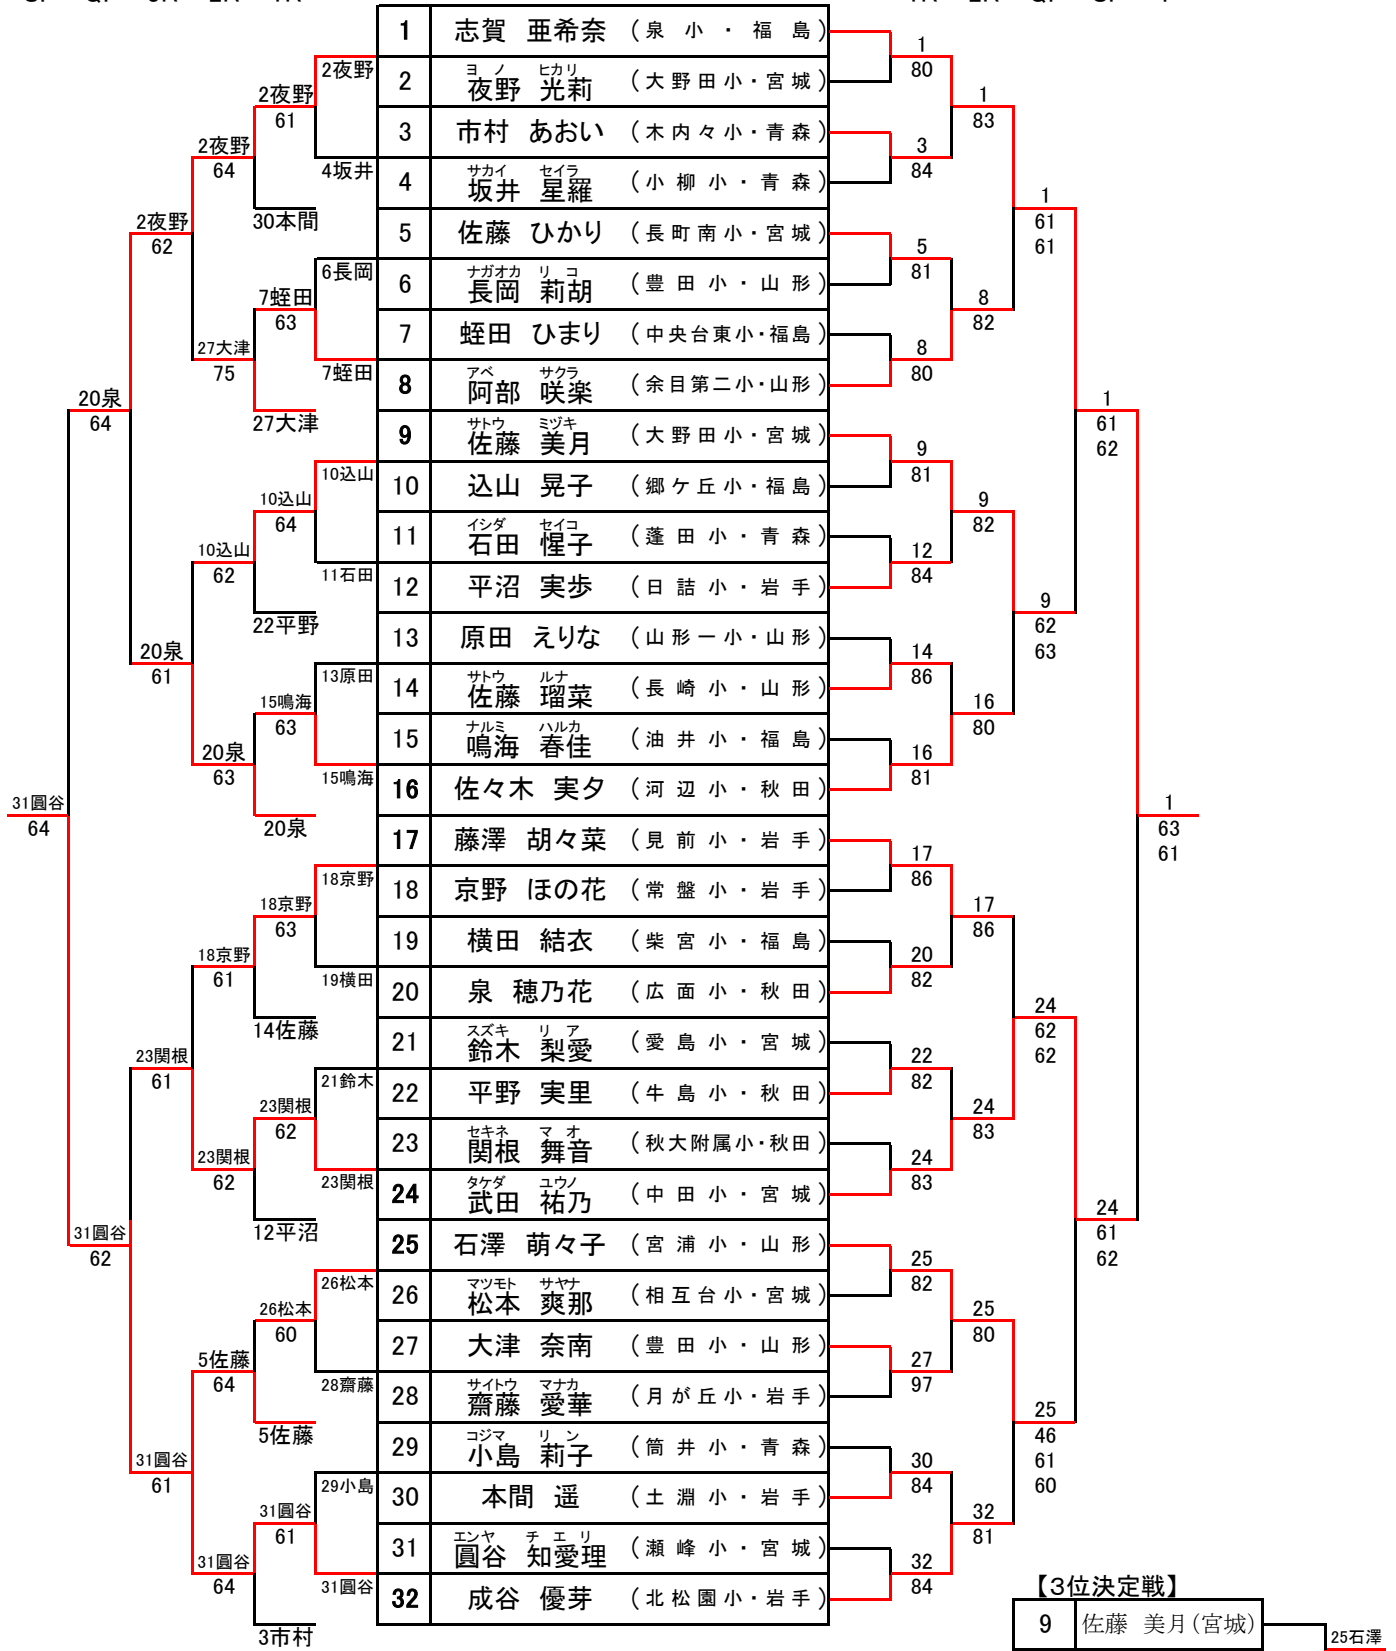 1 志賀 亜希奈 (泉小・福島)
2 夜野 光莉 (大野田小・宮城)
ヨノ ヒカリ
3 市村 あおい (木内々小・青森)
4 坂井 星羅 (小柳小・青森)
サカイ セイラ
5 佐藤 ひかり (長町南小・宮城)
6 長岡 莉胡 (豊田小・山形)
ナガオカ リコ
7 蛭田 ひまり (中央台東小・福島)
8 阿部 咲楽 (余目第二小・山形)
アベ サクラ
9 佐藤 美月 (大野田小・宮城)
サトウ ミヅキ
10 込山 晃子 (郷ケ丘小・福島)
11 石田 惺子 (蓬田小・青森)
イシダ セイコ
12 平沼 実歩 (日詰小・岩手)
13 原田 えりな (山形一小・山形)
14 佐藤 瑠菜 (長崎小・山形)
サトウ ルナ
15 鳴海 春佳 (油井小・福島)
ナルミ ハルカ
16 佐々木 実夕 (河辺小・秋田)
17 藤澤 胡々菜 (見前小・岩手)
18 京野 ほの花 (常盤小・岩手)
19 横田 結衣 (柴宮小・福島)
20 泉 穂乃花 (広面小・秋田)
21 鈴木 梨愛 (愛島小・宮城)
スズキ リア
22 平野 実里 (牛島小・秋田)
23 関根 舞音 (秋大附属小・秋田)
セキネ マオ
24 武田 祐乃 (中田小・宮城)
タケダ ユウノ
25 石澤 萌々子 (宮浦小・山形)
26 松本 爽那 (相互台小・宮城)
マツモト サヤナ
27 大津 奈南 (豊田小・山形)
28 齋藤 愛華 (月が丘小・岩手)
サイトウ マナカ
29 小島 莉子 (筒井小・青森)
コジマ リン
30 本間 遥 (土淵小・岩手)
31 圓谷 知愛理 (瀬峰小・宮城)
エンヤ チエリ
32 成谷 優芽 (北松園小・岩手)
2夜野
4坂井
6長岡
7蛭田
10込山
11石田
13原田
15鳴海
18京野
19横田
21鈴木
23関根
26松本
28齋藤
29小島
31圓谷
2夜野
61
30本間
7蛭田
63
27大津
10込山
64
22平野
15鳴海
63
20泉
18京野
63
14佐藤
23関根
62
12平沼
26松本
60
5佐藤
31圓谷
61
3市村
2夜野
64
27大津
75
10込山
62
20泉
63
18京野
61
23関根
62
5佐藤
64
31圓谷
64
2夜野
62
20泉
61
23関根
61
31圓谷
61
20泉
64
31圓谷
62
31圓谷
64
1
80
3
84
5
81
8
80
9
81
12
84
14
86
16
81
17
86
20
82
22
82
24
83
25
82
27
97
30
84
32
84
1
83
8
82
9
82
16
80
17
86
24
83
25
80
32
81
1
61
61
9
62
63
24
62
62
25
46
61
60
1
61
62
24
61
62
1
63
61
【3位決定戦】
9 佐藤 美月(宮城)
25石澤